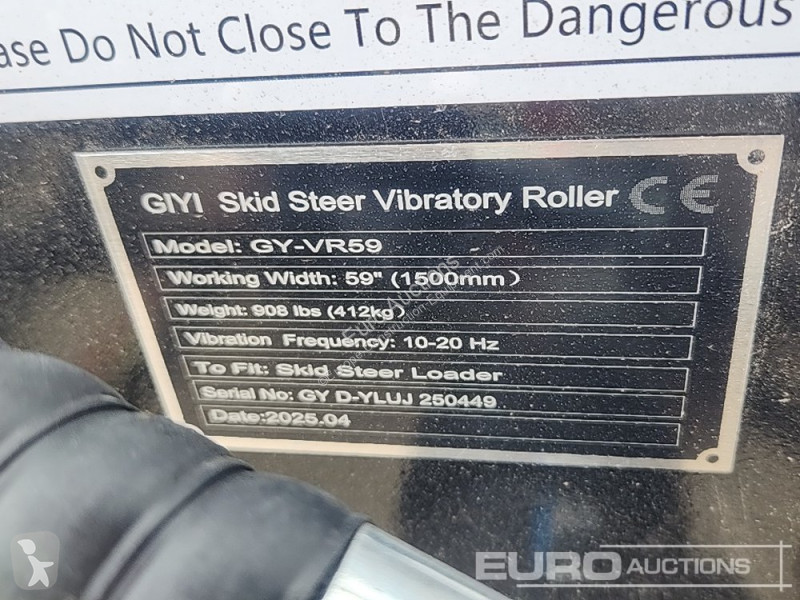 ase Do Not Close To The Dangerous
GIYI Skid Steer Vibratory Roller CE
Model: GY-VR59
Working Width: 59" (1500mm)
Weight: 908 lbs (412kg)
Vibration Frequency: 10-20 Hz
To Fit: Skid Steer Loader
Serial No: GY D-YLUJ 250449
Date:2025.04
Euro Auctions
EURO AUCTIONS